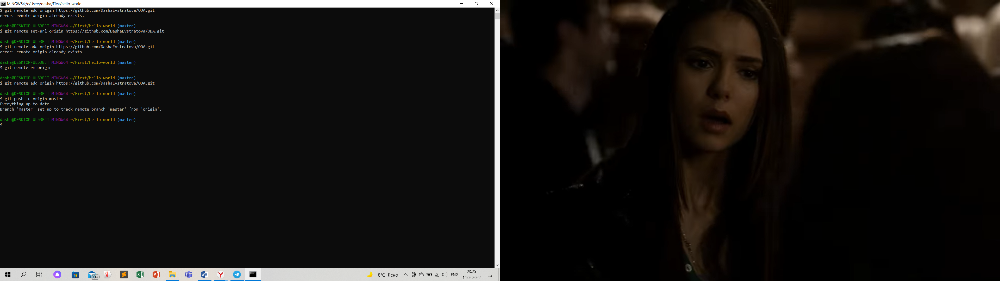 MINGW64:/c/Users/dasha/First/hello-world
$ git remote add origin https://github.com/DashaEvstratova/ODA.git
error: remote origin already exists.
dasha@DESKTOP-UL53BJT MINGW64 ~/First/hello-world (master)
$ git remote set-url origin https://github.com/DashaEvstratova/ODA.git
dasha@DESKTOP-UL53BJT MINGW64 ~/First/hello-world (master)
$ git remote add origin https://github.com/DashaEvstratova/ODA.git
error: remote origin already exists.
dasha@DESKTOP-UL53BJT MINGW64 ~/First/hello-world (master)
$ git remote rm origin
dasha@DESKTOP-UL53BJT MINGW64 ~/First/hello-world (master)
$ git remote add origin https://github.com/DashaEvstratova/ODA.git
dasha@DESKTOP-UL53BJT MINGW64 ~/First/hello-world (master)
$ git push -u origin master
Everything up-to-date
Branch 'master' set up to track remote branch 'master' from 'origin'.
dasha@DESKTOP-UL53BJT MINGW64 ~/First/hello-world (master)
$
99+
-8°C Ясно
ENG
23:25
14.02.2022